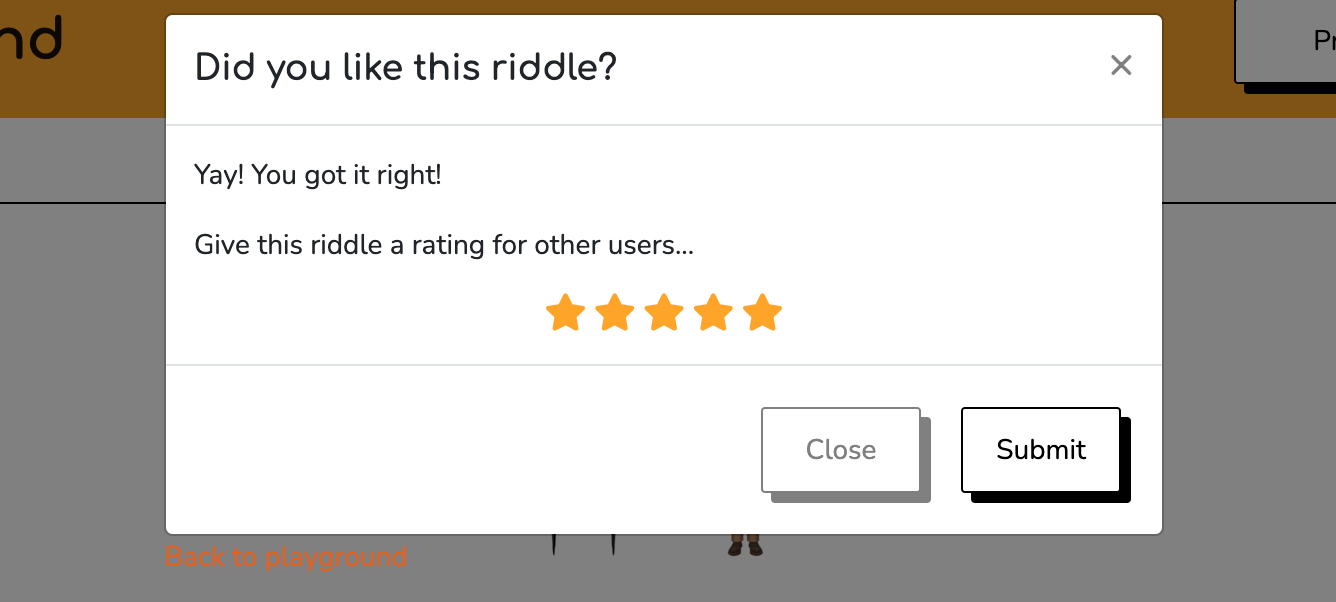 nd
Pr
Did you like this riddle?
Yay! You got it right!
Give this riddle a rating for other users...
Close
Submit
Back to playground